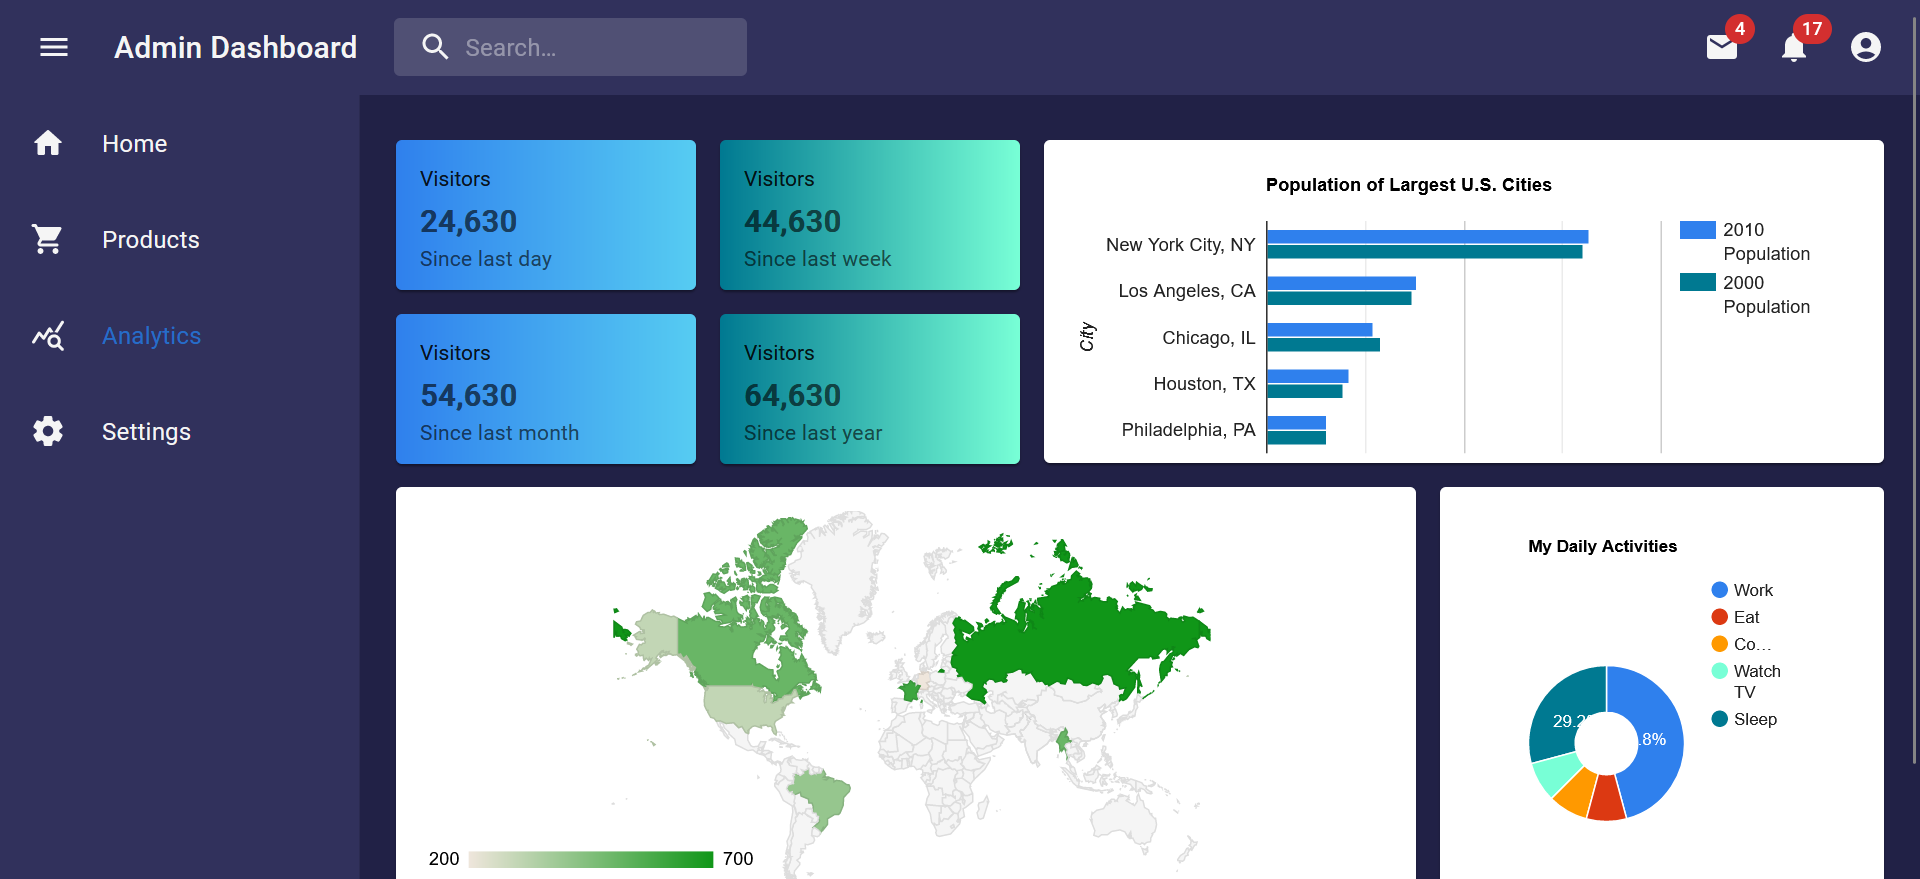 Admin Dashboard
Search...
4
17
Home
Products
Analytics
Settings
Visitors
24,630
Since last day
Visitors
44,630
Since last week
Visitors
54,630
Since last month
Visitors
64,630
Since last year
Population of Largest U.S. Cities
City
New York City, NY
Los Angeles, CA
Chicago, IL
Houston, TX
Philadelphia, PA
2010
Population
2000
Population
200
700
My Daily Activities
Work
Eat
Co...
Watch
TV
Sleep
29.2
.8%